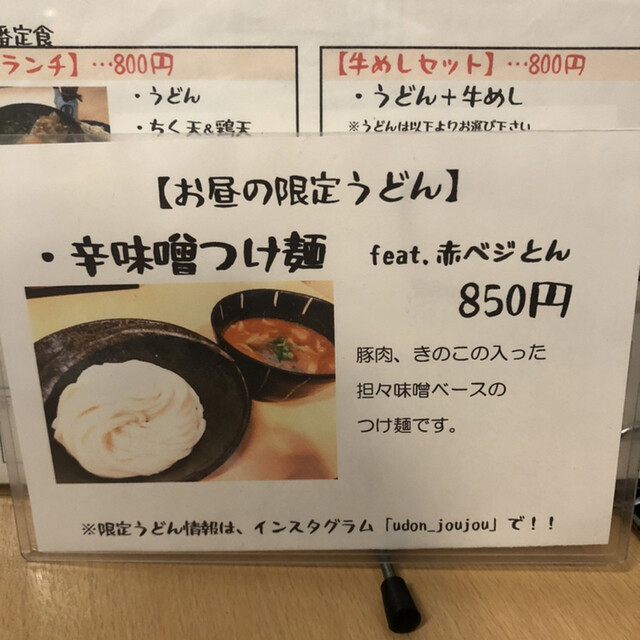 番定食
ランチ】…800円
・うどん
・ちく天&鶏天
【牛めしセット】…800円
・うどん+牛めし
※うどんは以下よりお選び下さい
【お昼の限定うどん】
・辛味噌つけ麺 feat.赤ベジとん
850円
豚肉、きのこの入った
担々味噌ベースの
つけ麺です。
※限定うどん情報は、インスタグラム「udon_joujou」で!!